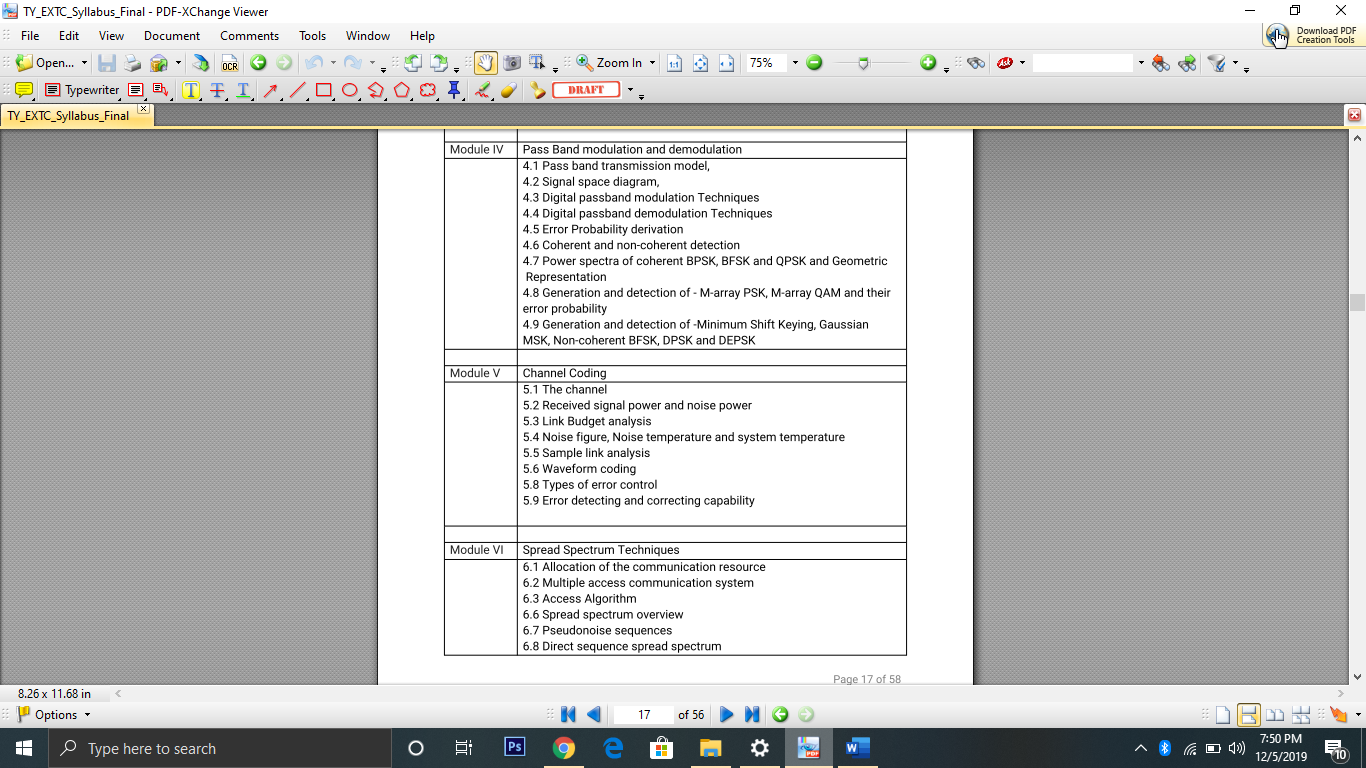 TY_EXTC_Syllabus_Final - PDF-XChange Viewer
File Edit View Document Comments Tools Window Help
Download PDF
Creation Tools
Open... OCR Zoom In 1:1 75%
Typewriter T T T DRAFT
TY_EXTC_Syllabus_Final
Module IV Pass Band modulation and demodulation
4.1 Pass band transmission model,
4.2 Signal space diagram,
4.3 Digital passband modulation Techniques
4.4 Digital passband demodulation Techniques
4.5 Error Probability derivation
4.6 Coherent and non-coherent detection
4.7 Power spectra of coherent BPSK, BFSK and QPSK and Geometric
Representation
4.8 Generation and detection of - M-array PSK, M-array QAM and their
error probability
4.9 Generation and detection of -Minimum Shift Keying, Gaussian
MSK, Non-coherent BFSK, DPSK and DEPSK
Module V Channel Coding
5.1 The channel
5.2 Received signal power and noise power
5.3 Link Budget analysis
5.4 Noise figure, Noise temperature and system temperature
5.5 Sample link analysis
5.6 Waveform coding
5.8 Types of error control
5.9 Error detecting and correcting capability
Module VI Spread Spectrum Techniques
6.1 Allocation of the communication resource
6.2 Multiple access communication system
6.3 Access Algorithm
6.6 Spread spectrum overview
6.7 Pseudonoise sequences
6.8 Direct sequence spread spectrum
Page 17 of 58
8.26 x 11.68 in
Options 17 of 56
Type here to search Ps PDF W 7:50 PM
12/5/2019 10